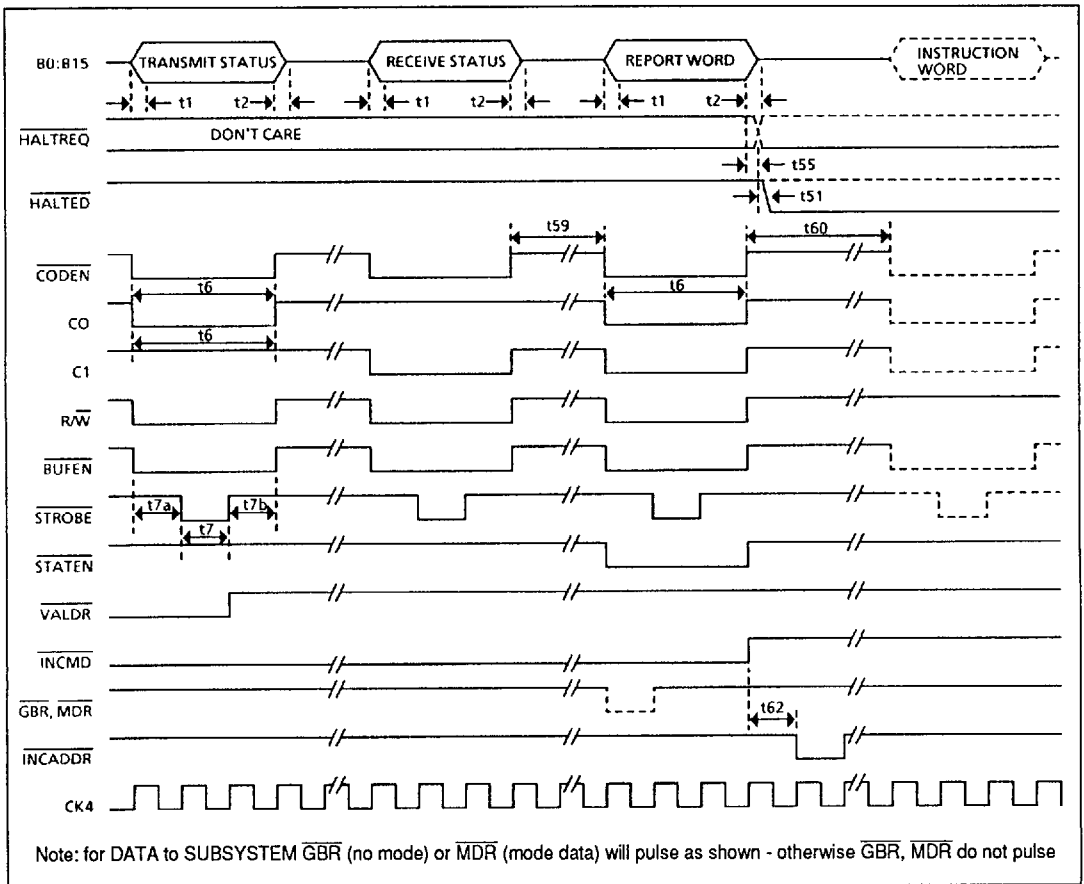 B0:B15
TRANSMIT STATUS
RECEIVE STATUS
REPORT WORD
INSTRUCTION
WORD
t1 t2 t1 t2 t1 t2
HALTREQ
DON'T CARE
t55
HALTED
t51
t59
t60
CODEN
t6
t6
CO
t6
C1
R/W
BUFEN
STROBE
t7a
t7b
t7
STATEN
VALDR
INCMD
GBR, MDR
t62
INCADDR
CK4
Note: for DATA to SUBSYSTEM GBR (no mode) or MDR (mode data) will pulse as shown - otherwise GBR, MDR do not pulse